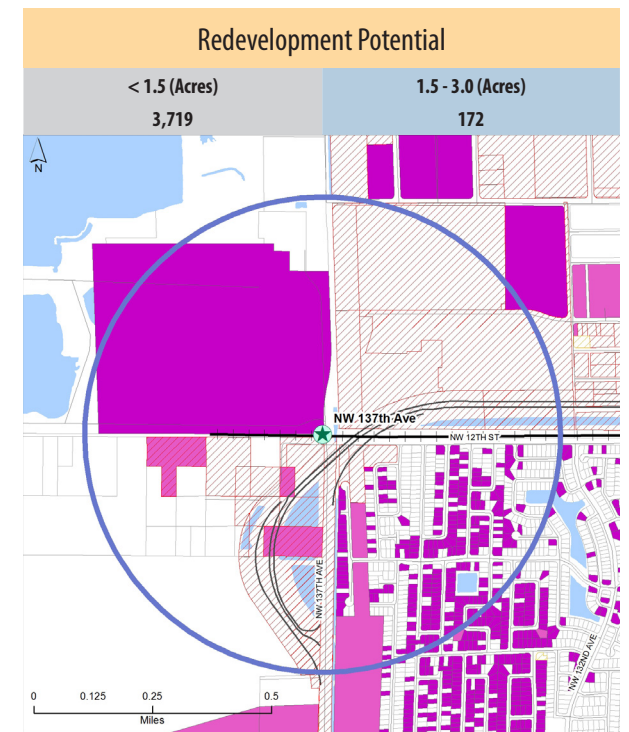 Redevelopment Potential
< 1.5 (Acres)
1.5 - 3.0 (Acres)
3,719
172
N
NW 137th Ave
NW 12TH ST
NW 137TH AVE
NW 132ND AVE
0 0.125 0.25 0.5
Miles